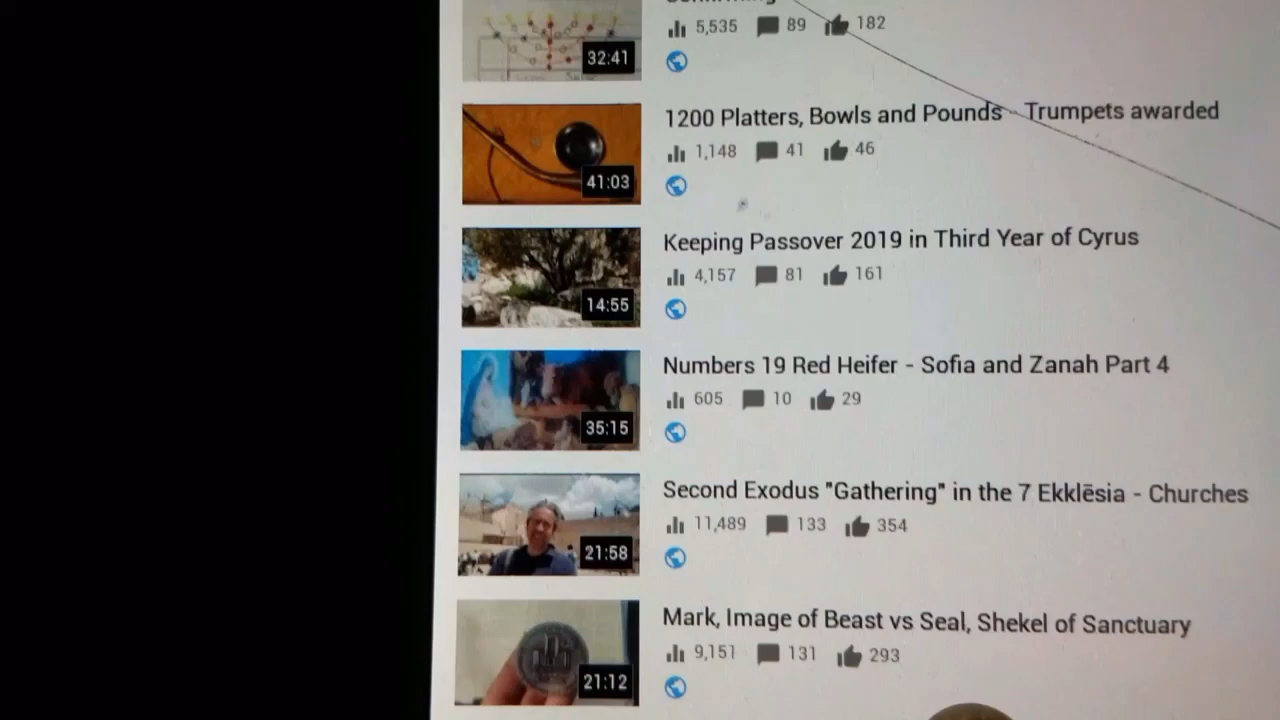 5,535 89 182
32:41
1200 Platters, Bowls and Pounds - Trumpets awarded
1,148 41 46
41:03
Keeping Passover 2019 in Third Year of Cyrus
4,157 81 161
14:55
Numbers 19 Red Heifer - Sofia and Zanah Part 4
605 10 29
35:15
Second Exodus "Gathering" in the 7 Ekklēsia - Churches
11,489 133 354
21:58
Mark, Image of Beast vs Seal, Shekel of Sanctuary
9,151 131 293
21:12